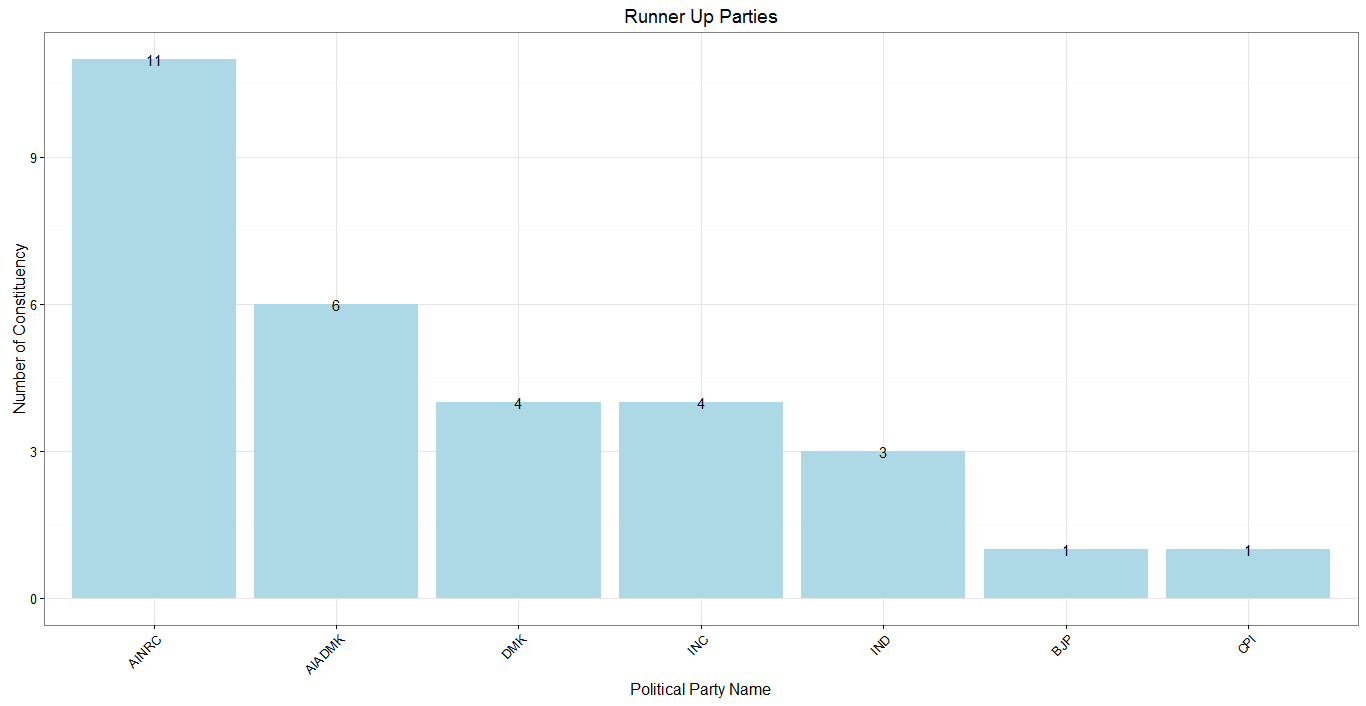 Runner Up Parties
11
9
6
6
4
4
3
3
1
1
0
Number of Constituency
AINRC
AIADMK
DMK
INC
IND
BJP
CPI
Political Party Name